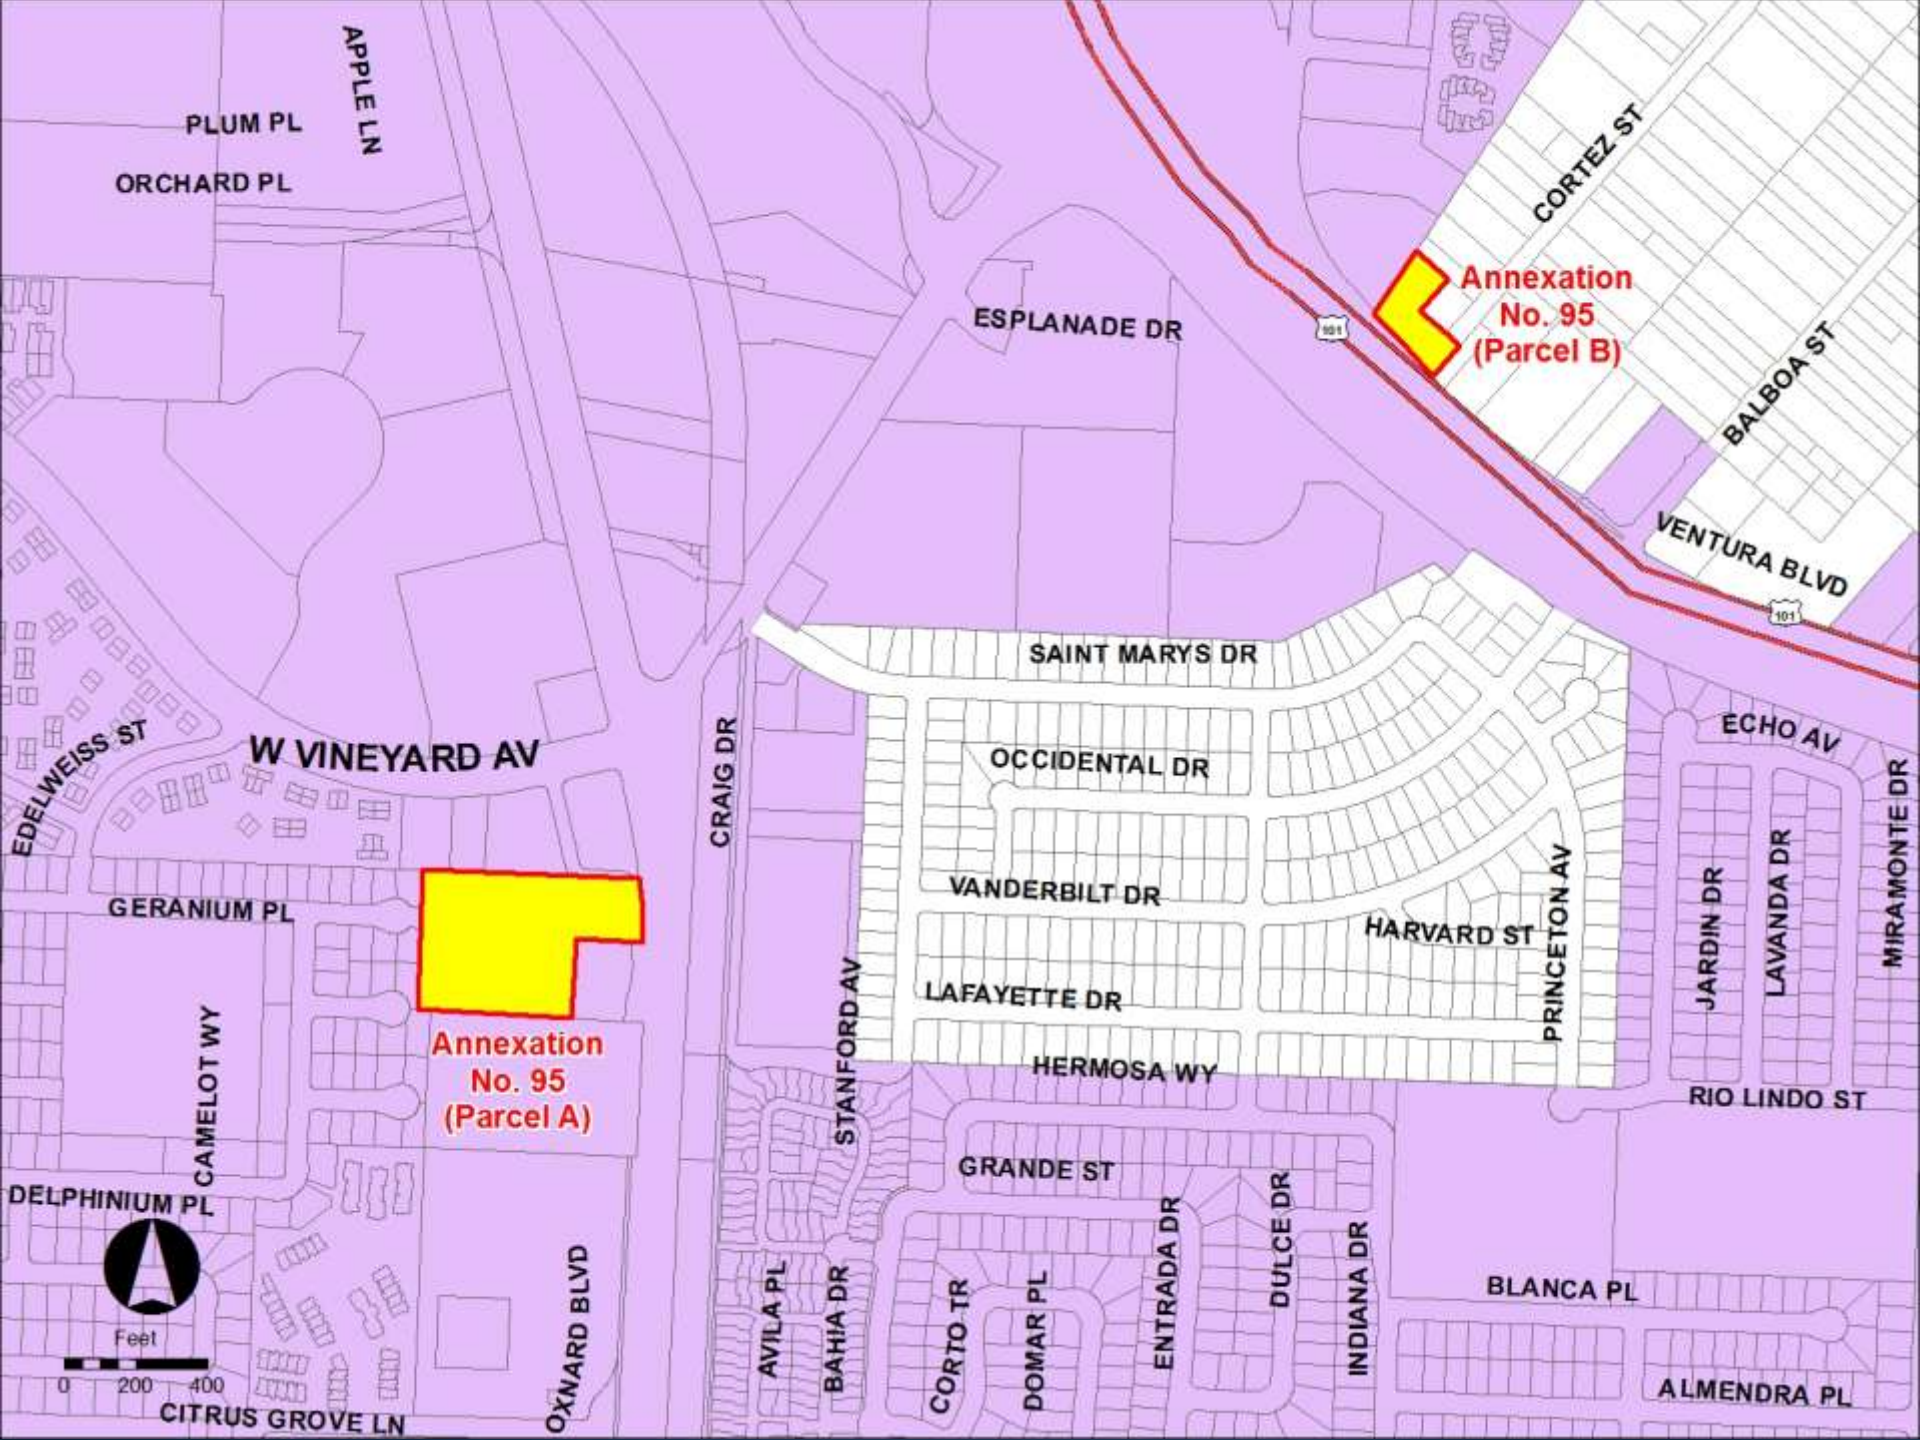 APPLE LN
PLUM PL
ORCHARD PL
CORTEZ ST
Annexation
No. 95
(Parcel B)
ESPLANADE DR
101
BALBOA ST
VENTURA BLVD
101
SAINT MARYS DR
EDELWEISS ST
W VINEYARD AV
CRAIG DR
OCCIDENTAL DR
ECHO AV
MIRAMONTE DR
LAVANDA DR
JARDIN DR
PRINCETON AV
VANDERBILT DR
HARVARD ST
GERANIUM PL
LAFAYETTE DR
STANFORD AV
Annexation
No. 95
(Parcel A)
CAMELOT WY
HERMOSA WY
RIO LINDO ST
GRANDE ST
DELPHINIUM PL
ENTRADA DR
DULCE DR
INDIANA DR
BLANCA PL
OXNARD BLVD
AVILA PL
BAHIA DR
CORTO TR
DOMAR PL
Feet
0 200 400
ALMENDRA PL
CITRUS GROVE LN